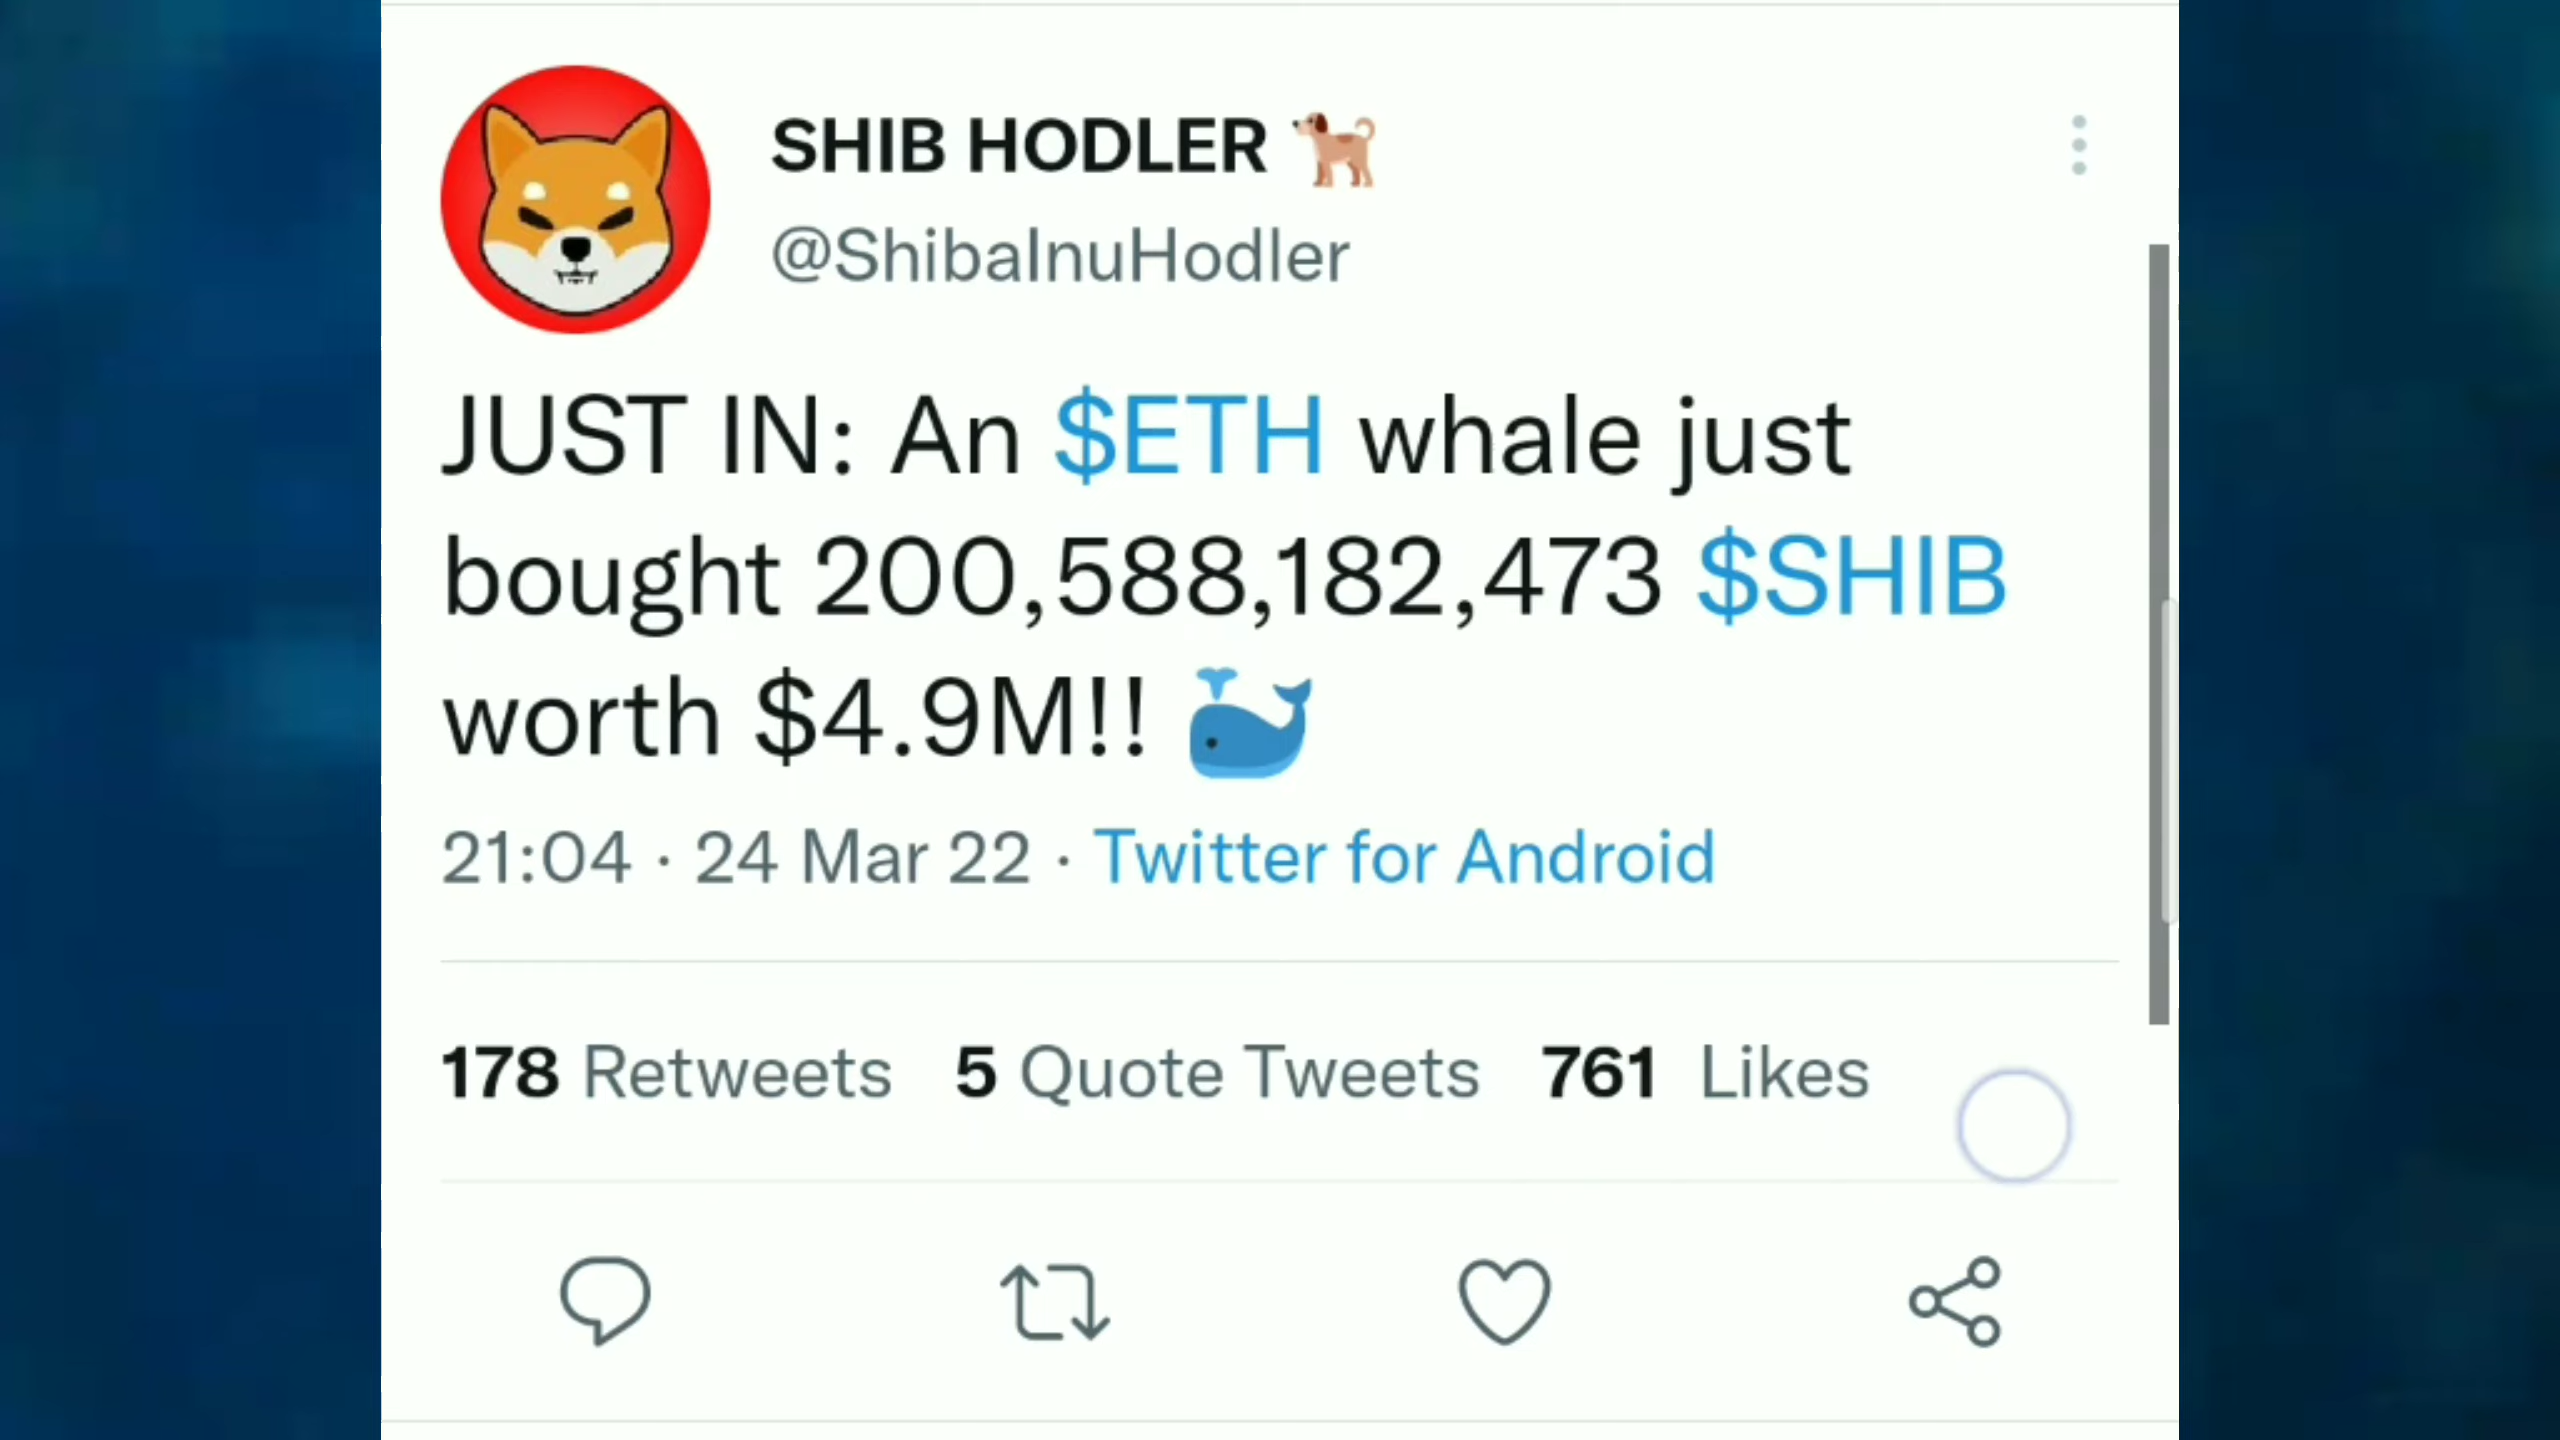 SHIB HODLER
@ShibaInuHodler
JUST IN: An $ETH whale just
bought 200,588,182,473 $SHIB
worth $4.9M!!
21:04 · 24 Mar 22 · Twitter for Android
178 Retweets 5 Quote Tweets 761 Likes